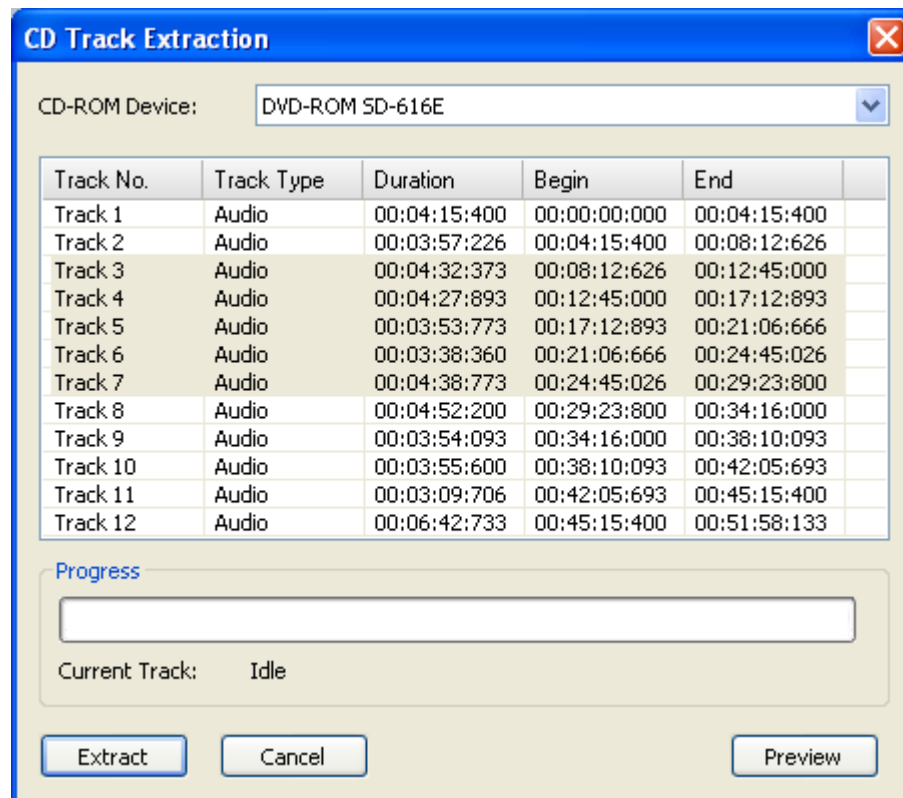 CD Track Extraction
CD-ROM Device: DVD-ROM SD-616E
Track No. Track Type Duration Begin End
Track 1 Audio 00:04:15:400 00:00:00:000 00:04:15:400
Track 2 Audio 00:03:57:226 00:04:15:400 00:08:12:626
Track 3 Audio 00:04:32:373 00:08:12:626 00:12:45:000
Track 4 Audio 00:04:27:893 00:12:45:000 00:17:12:893
Track 5 Audio 00:03:53:773 00:17:12:893 00:21:06:666
Track 6 Audio 00:03:38:360 00:21:06:666 00:24:45:026
Track 7 Audio 00:04:38:773 00:24:45:026 00:29:23:800
Track 8 Audio 00:04:52:200 00:29:23:800 00:34:16:000
Track 9 Audio 00:03:54:093 00:34:16:000 00:38:10:093
Track 10 Audio 00:03:55:600 00:38:10:093 00:42:05:693
Track 11 Audio 00:03:09:706 00:42:05:693 00:45:15:400
Track 12 Audio 00:06:42:733 00:45:15:400 00:51:58:133
Progress
Current Track: Idle
Extract Cancel Preview